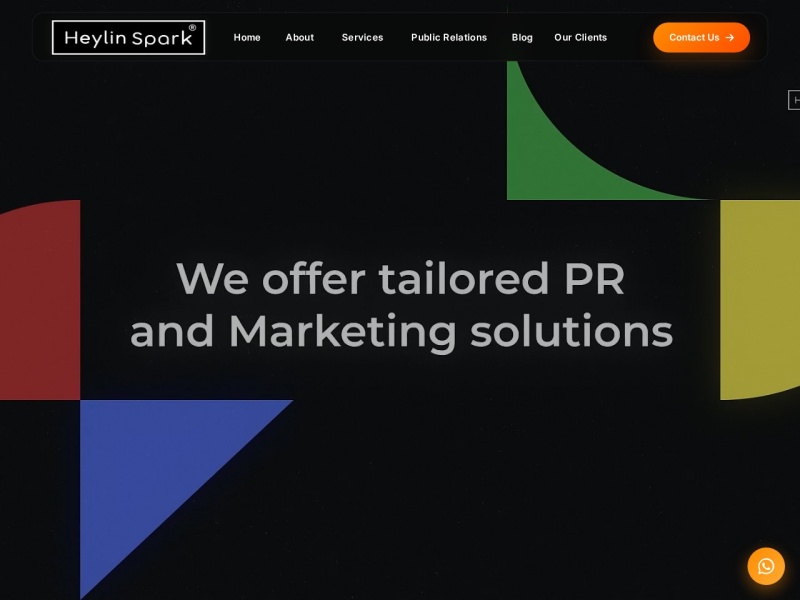 Heylin Spark®
Home
About
Services
Public Relations
Blog
Our Clients
Contact Us →
We offer tailored PR
and Marketing solutions